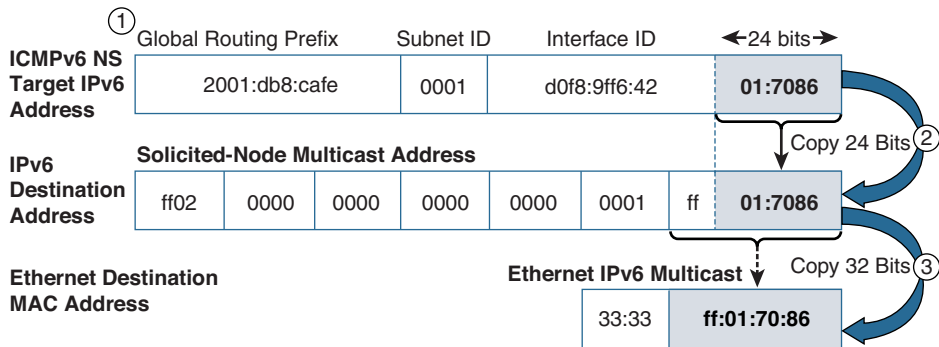 ①
Global Routing Prefix Subnet ID Interface ID 24 bits
ICMPv6 NS
Target IPv6
Address
2001:db8:cafe 0001 d0f8:9ff6:42 01:7086
Copy 24 Bits ②
Solicited-Node Multicast Address
IPv6
Destination
Address
ff02 0000 0000 0000 0000 0001 ff 01:7086
Copy 32 Bits ③
Ethernet Destination
MAC Address
Ethernet IPv6 Multicast
33:33 ff:01:70:86